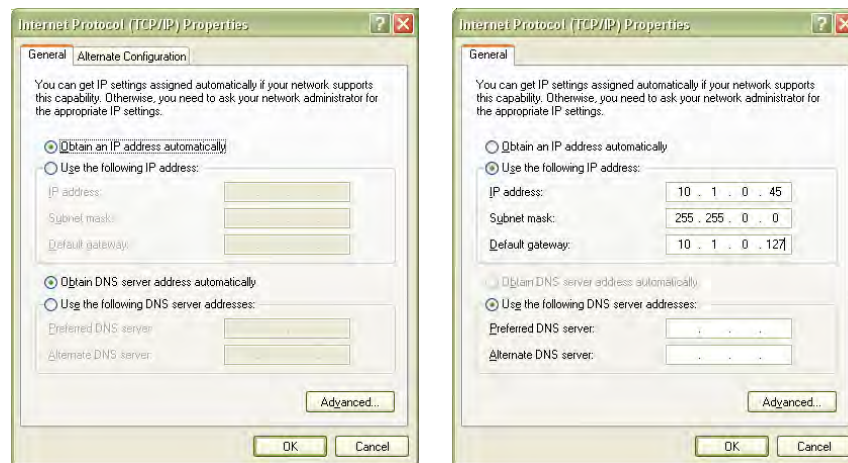 Internet Protocol (TCP/IP) Properties
General
Alternate Configuration
You can get IP settings assigned automatically if your network supports
this capability. Otherwise, you need to ask your network administrator for
the appropriate IP settings.
Obtain an IP address automatically
Use the following IP address:
IP address:
Subnet mask:
Default gateway:
Obtain DNS server address automatically
Use the following DNS server addresses:
Preferred DNS server:
Alternate DNS server:
Advanced...
OK
Cancel
Internet Protocol (TCP/IP) Properties
General
You can get IP settings assigned automatically if your network supports
this capability. Otherwise, you need to ask your network administrator for
the appropriate IP settings.
Obtain an IP address automatically
Use the following IP address:
IP address: 10 . 1 . 0 . 45
Subnet mask: 255 . 255 . 0 . 0
Default gateway: 10 . 1 . 0 . 127
Obtain DNS server address automatically
Use the following DNS server addresses:
Preferred DNS server: . . .
Alternate DNS server: . . .
Advanced...
OK
Cancel